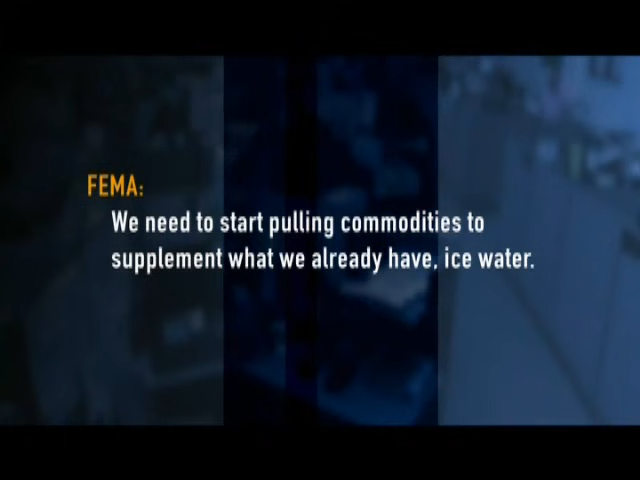 FEMA:
We need to start pulling commodities to
supplement what we already have, ice water.